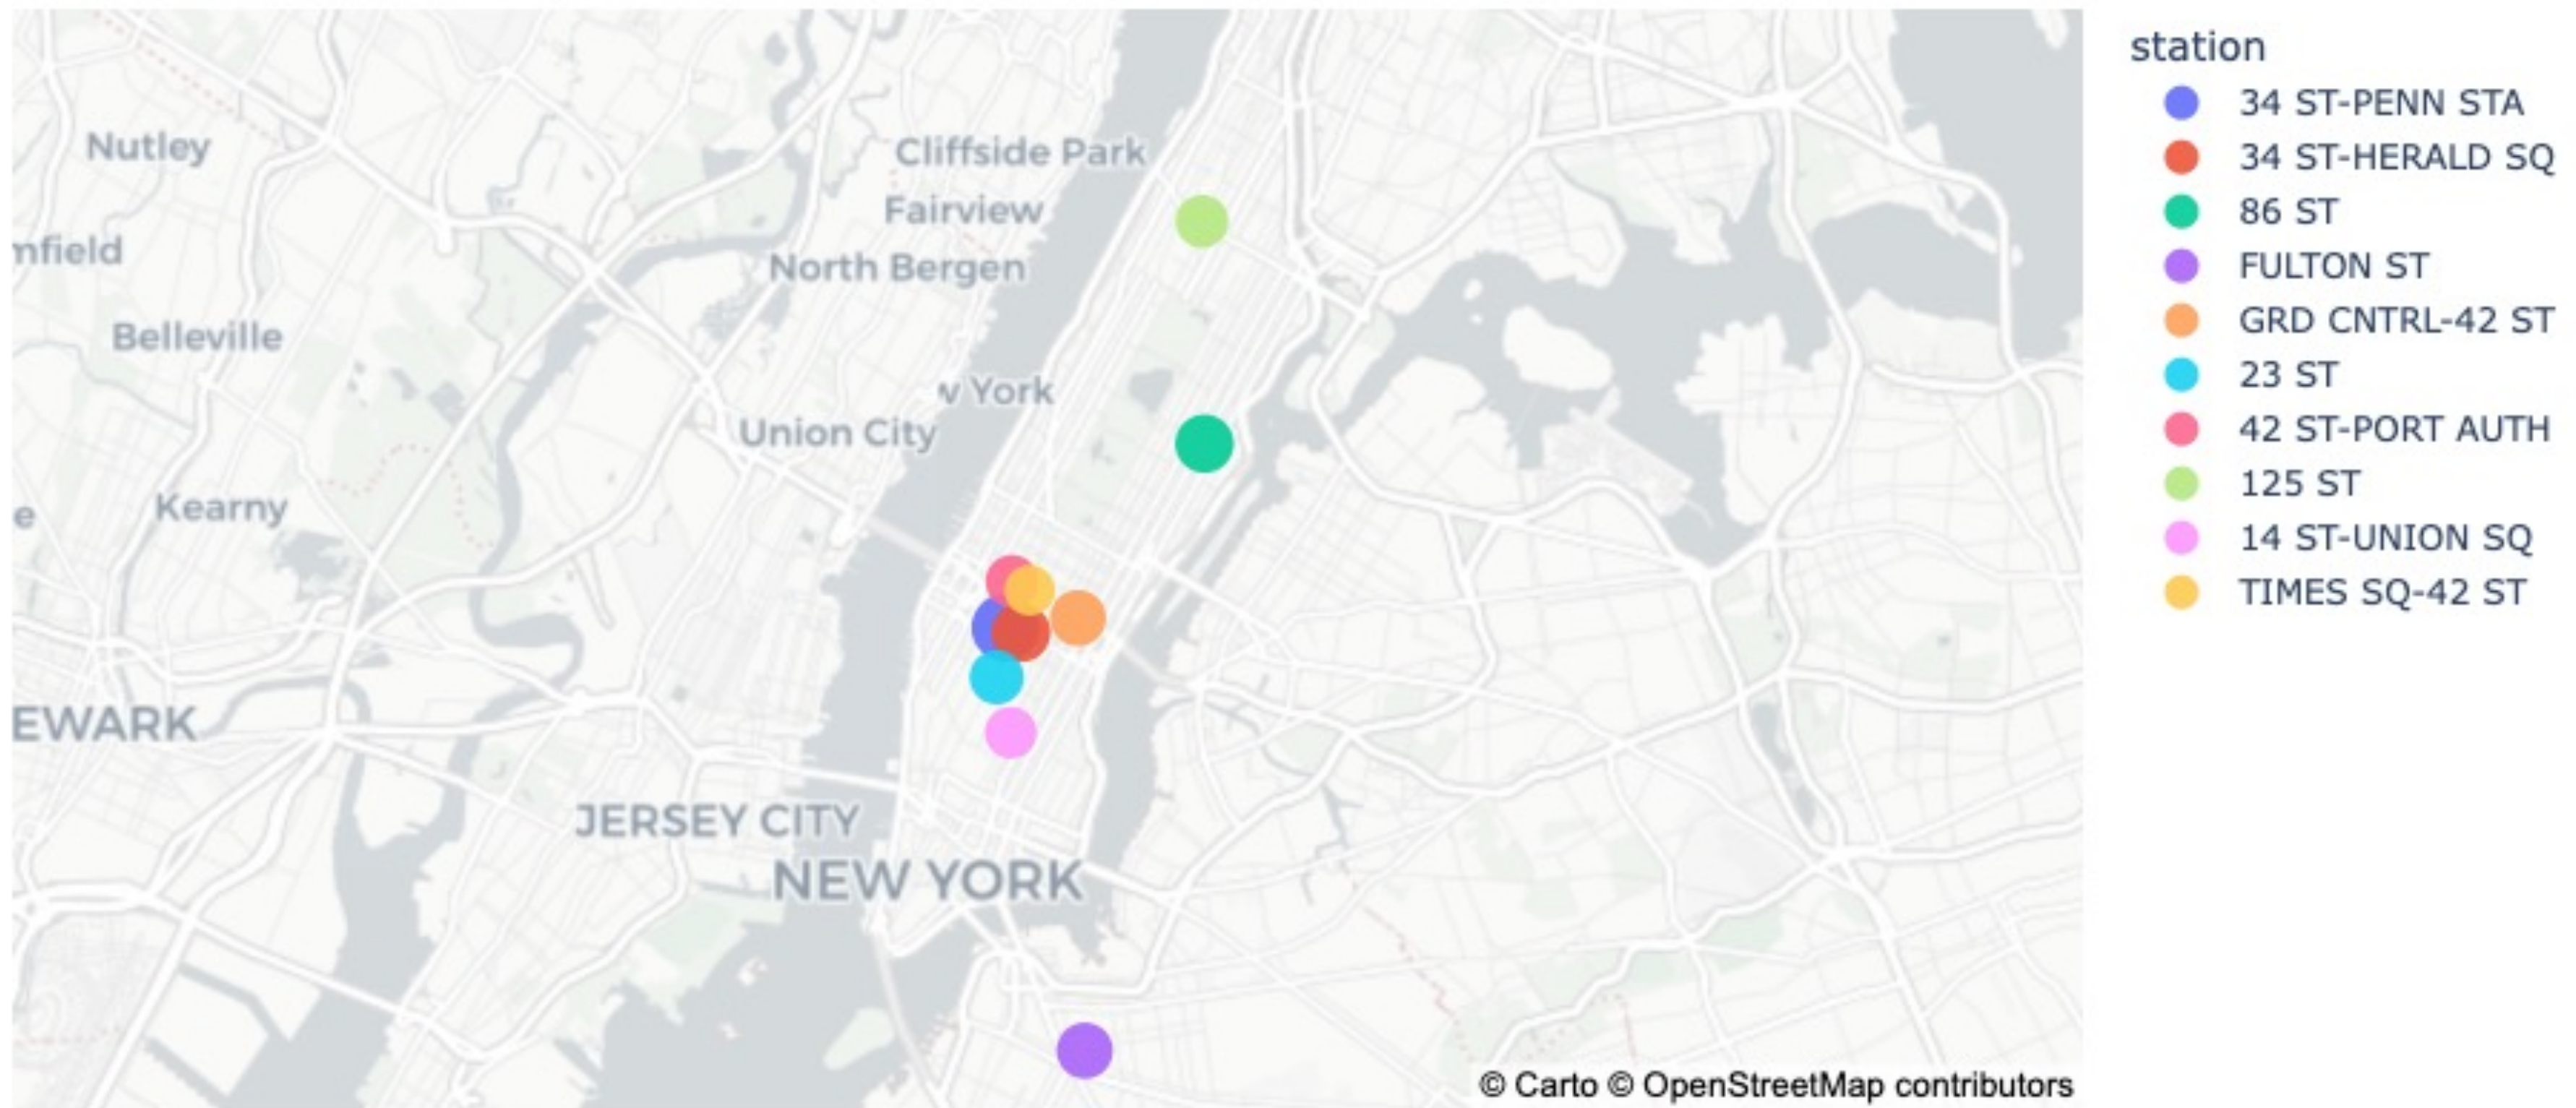 Nutley
Cliffside Park
Fairview
mfield
North Bergen
Belleville
w York
Union City
Kearny
e
EWARK
JERSEY CITY
NEW YORK
© Carto © OpenStreetMap contributors
station
34 ST-PENN STA
34 ST-HERALD SQ
86 ST
FULTON ST
GRD CNTRL-42 ST
23 ST
42 ST-PORT AUTH
125 ST
14 ST-UNION SQ
TIMES SQ-42 ST